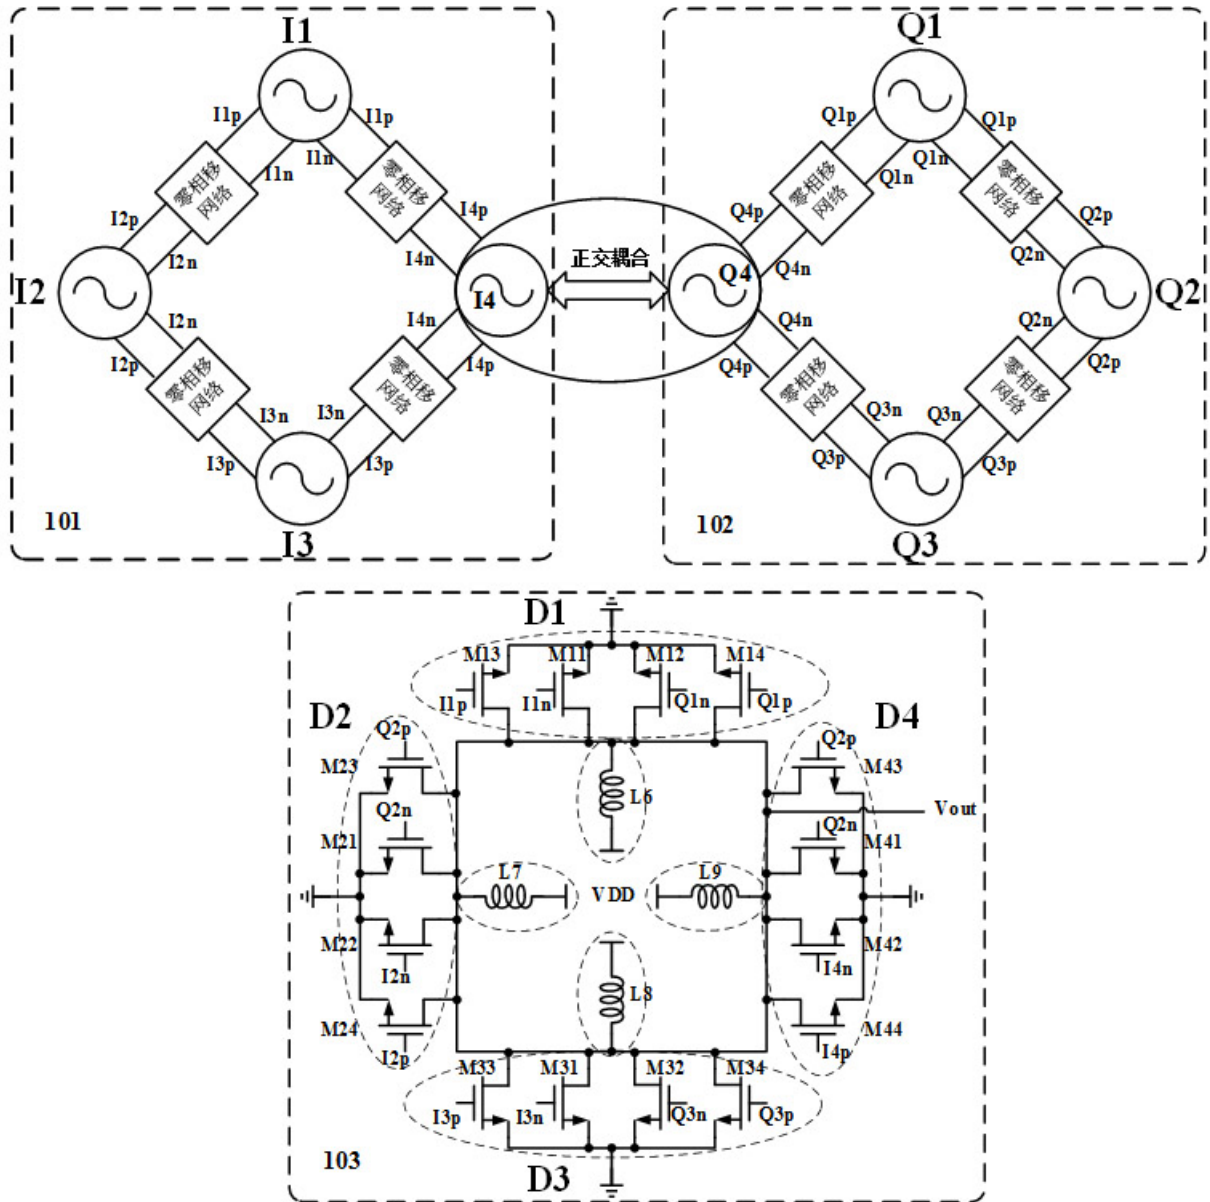 I1
Q1
I1p
I1p
Q1p
Q1p
I1n
I1n
Q1n
Q1n
零相移
网络
零相移
网络
零相移
网络
零相移
网络
I2p
I4p
Q4p
Q2p
I2n
I4n
Q4n
Q2n
正交耦合
I2
I4
Q4
Q2
I2n
I4n
Q4n
Q2n
I2p
I4p
Q4p
Q2p
零相移
网络
零相移
网络
零相移
网络
零相移
网络
I3n
I3n
Q3n
Q3n
I3p
I3p
Q3p
Q3p
101
I3
102
Q3
D1
M13
M11
M12
M14
I1p
I1n
Q1n
Q1p
D2
D4
Q2p
Q2p
M23
M43
L6
Vout
Q2n
Q2n
M21
M41
L7
VDD
L9
M22
M42
I2n
I4n
L8
M24
M44
I2p
I4p
M33
M31
M32
M34
I3p
I3n
Q3n
Q3p
103
D3